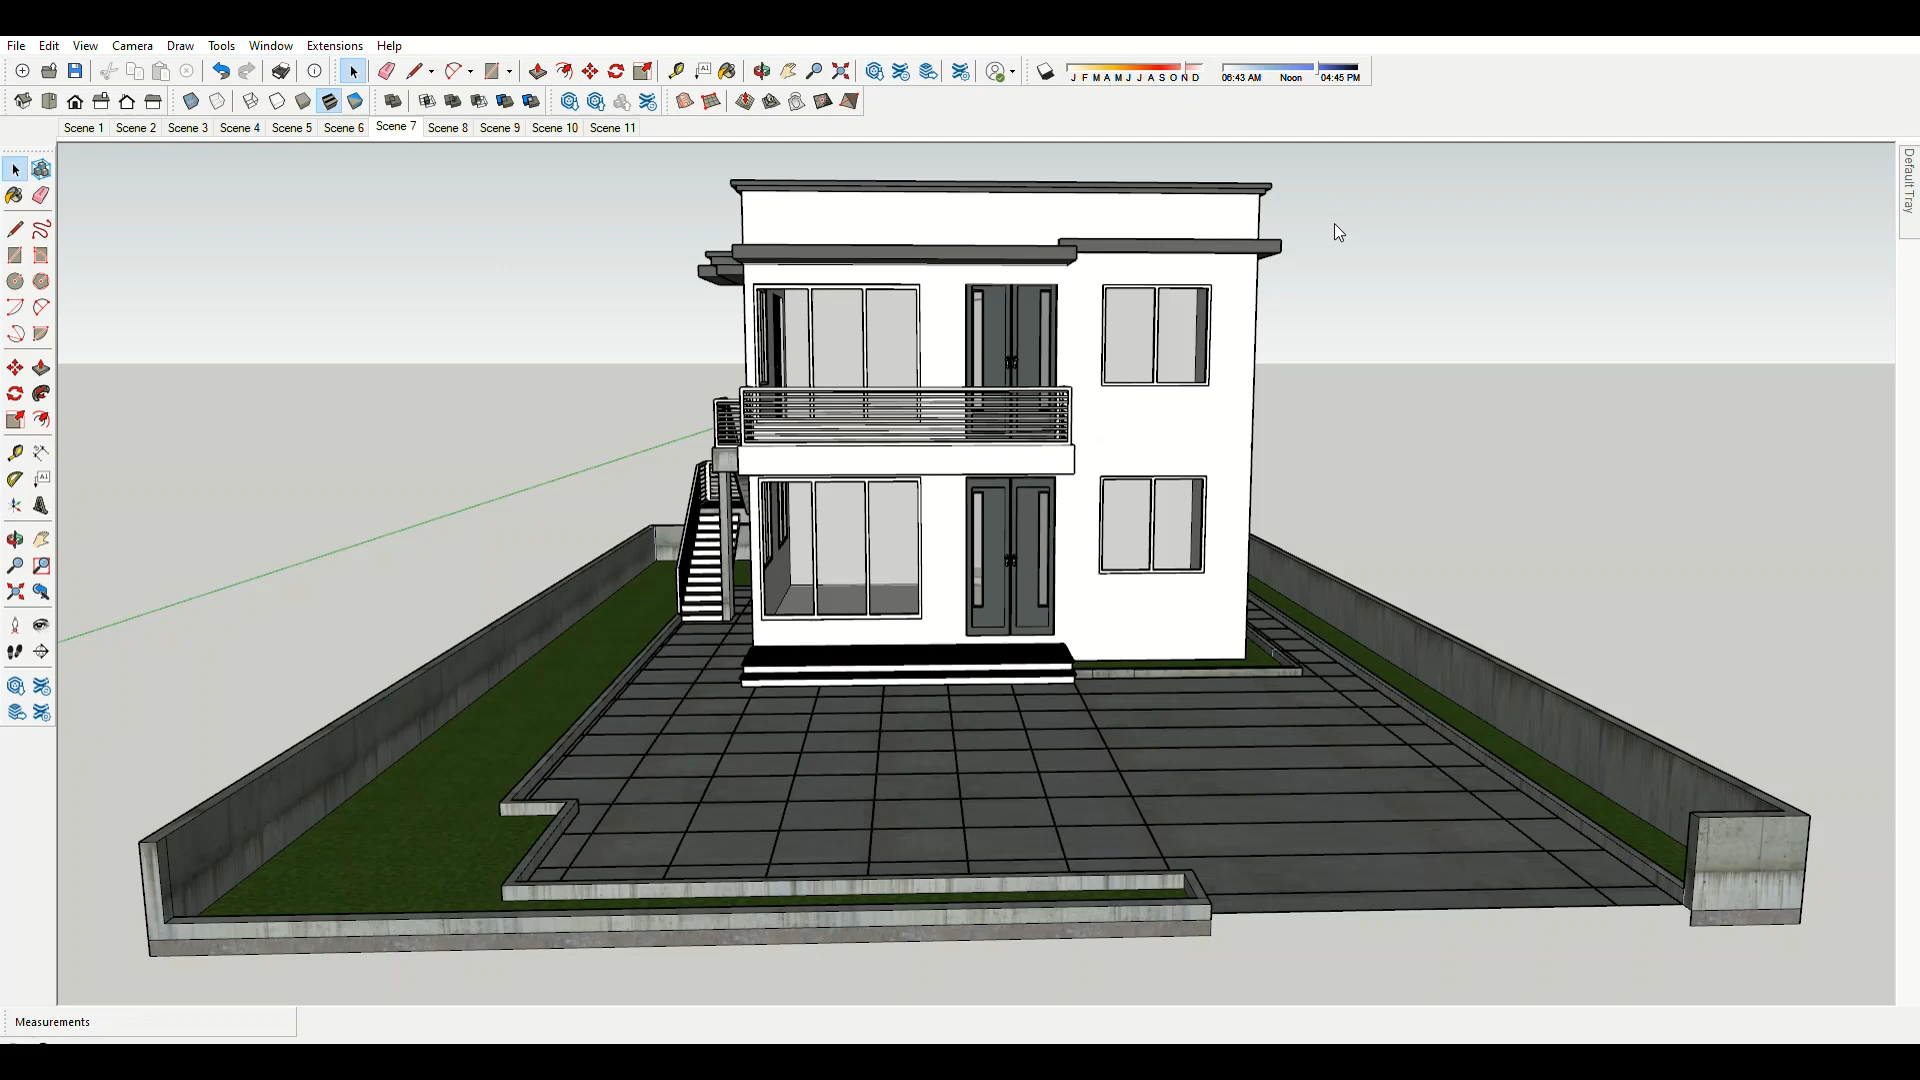 File Edit View Camera Draw Tools Window Extensions Help
J F M A M J J A S O N D 06:43 AM Noon 04:45 PM
Scene 1 Scene 2 Scene 3 Scene 4 Scene 5 Scene 6 Scene 7 Scene 8 Scene 9 Scene 10 Scene 11
Default Tray
Measurements